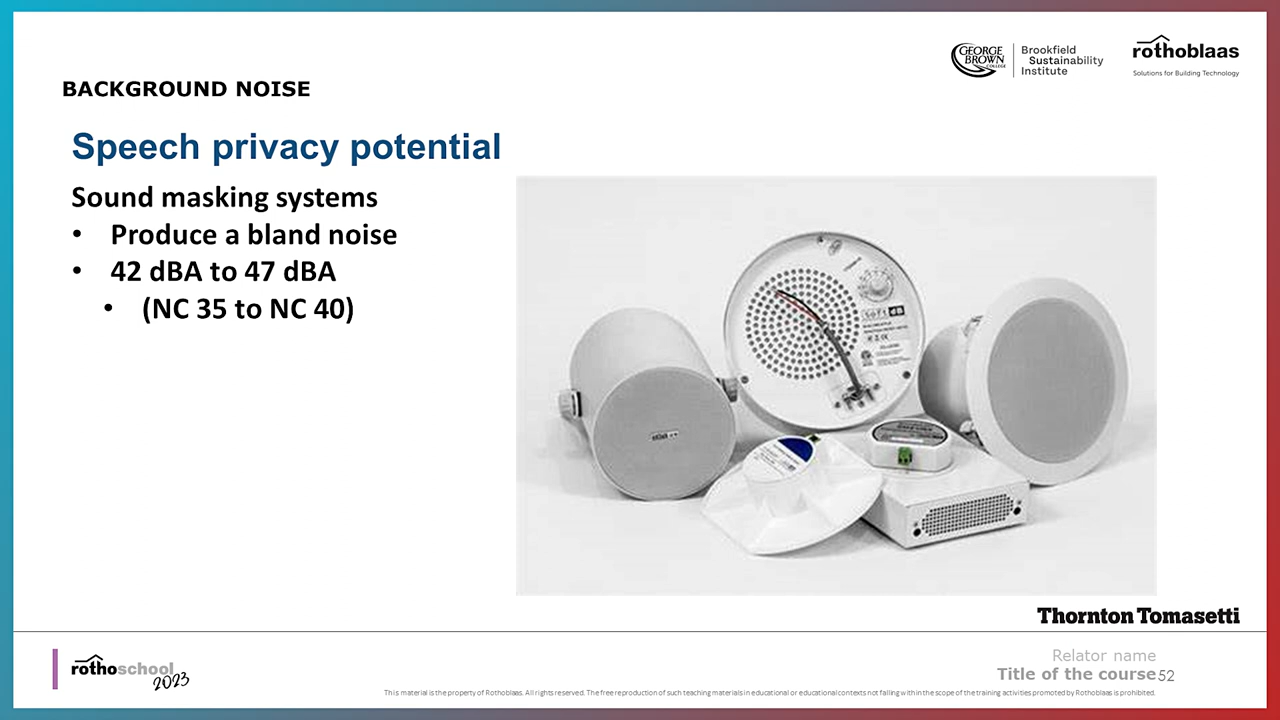 GEORGE BROWN COLLEGE
Brookfield Sustainability Institute
rothoblaas
Solutions for Building Technology
BACKGROUND NOISE
Speech privacy potential
Sound masking systems
• Produce a bland noise
• 42 dBA to 47 dBA
• (NC 35 to NC 40)
Thornton Tomasetti
rothoschool 2023
Relator name
Title of the course 52
This material is the property of Rothoblaas. All rights reserved. The free reproduction of such teaching materials in educational or educational contexts not falling within the scope of the training activities promoted by Rothoblaas is prohibited.